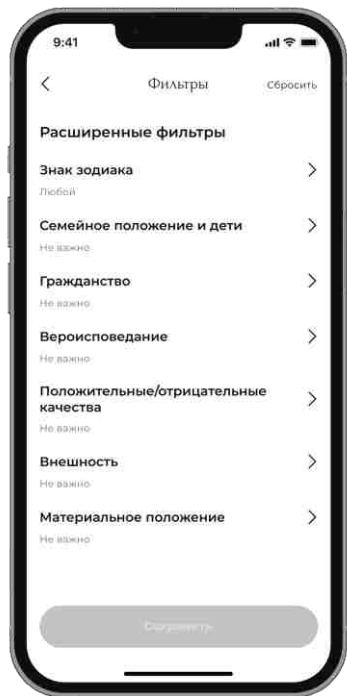 9:41
Фильтры
Сбросить
Расширенные фильтры
Знак зодиака
Любой
Семейное положение и дети
Не важно
Гражданство
Не важно
Вероисповедание
Не важно
Положительные/отрицательные
качества
Не важно
Внешность
Не важно
Материальное положение
Не важно
Сохранить